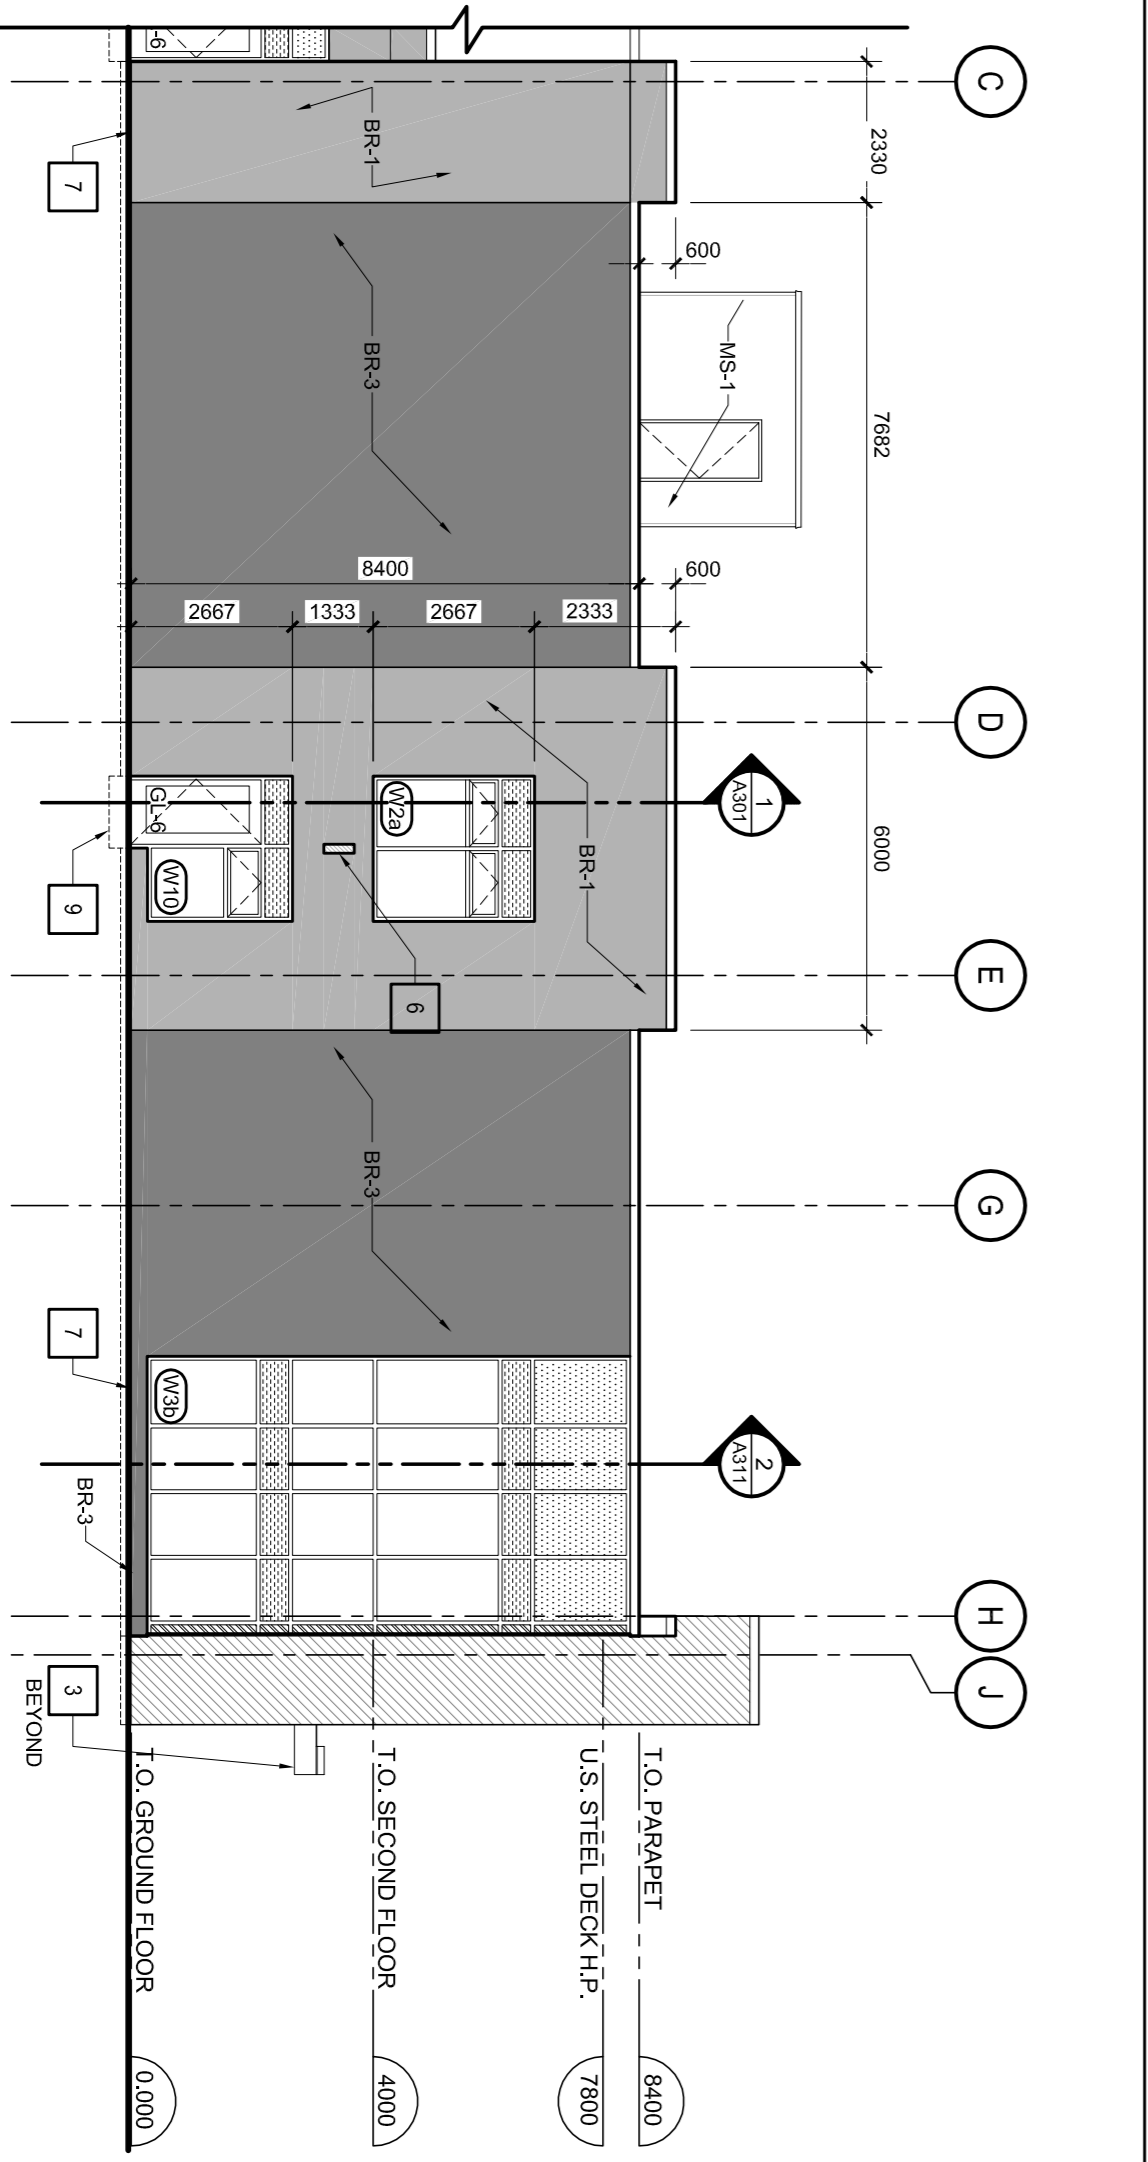 C
D
E
G
H
J
2330
7682
6000
600
MS-1
1
A301
2
A311
600
8400
2667
1333
2667
2333
-6
BR-1
BR-3
BR-1
BR-3
W2a
GL-6
W10
W3b
6
7
9
7
BR-3
3
BEYOND
T.O. PARAPET
8400
U.S. STEEL DECK H.P.
7800
T.O. SECOND FLOOR
4000
T.O. GROUND FLOOR
0.000